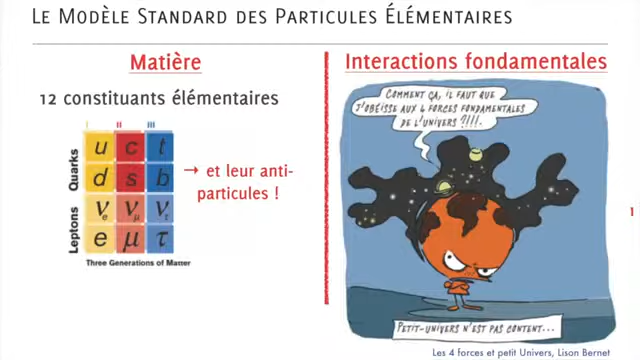 Le Modèle Standard des Particules Élémentaires
Matière
Interactions fondamentales
12 constituants élémentaires
I II III
Quarks
u c t
d s b
Leptons
νe νμ ντ
e μ τ
Three Generations of Matter
→ et leur anti-
particules !
COMMENT ÇA, IL FAUT QUE
J'OBÉISSE AUX 4 FORCES FONDAMENTALES
DE L'UNIVERS ?!!!.
PETIT-UNIVERS N'EST PAS CONTENT...
Les 4 forces et petit Univers, Lison Bernet
1